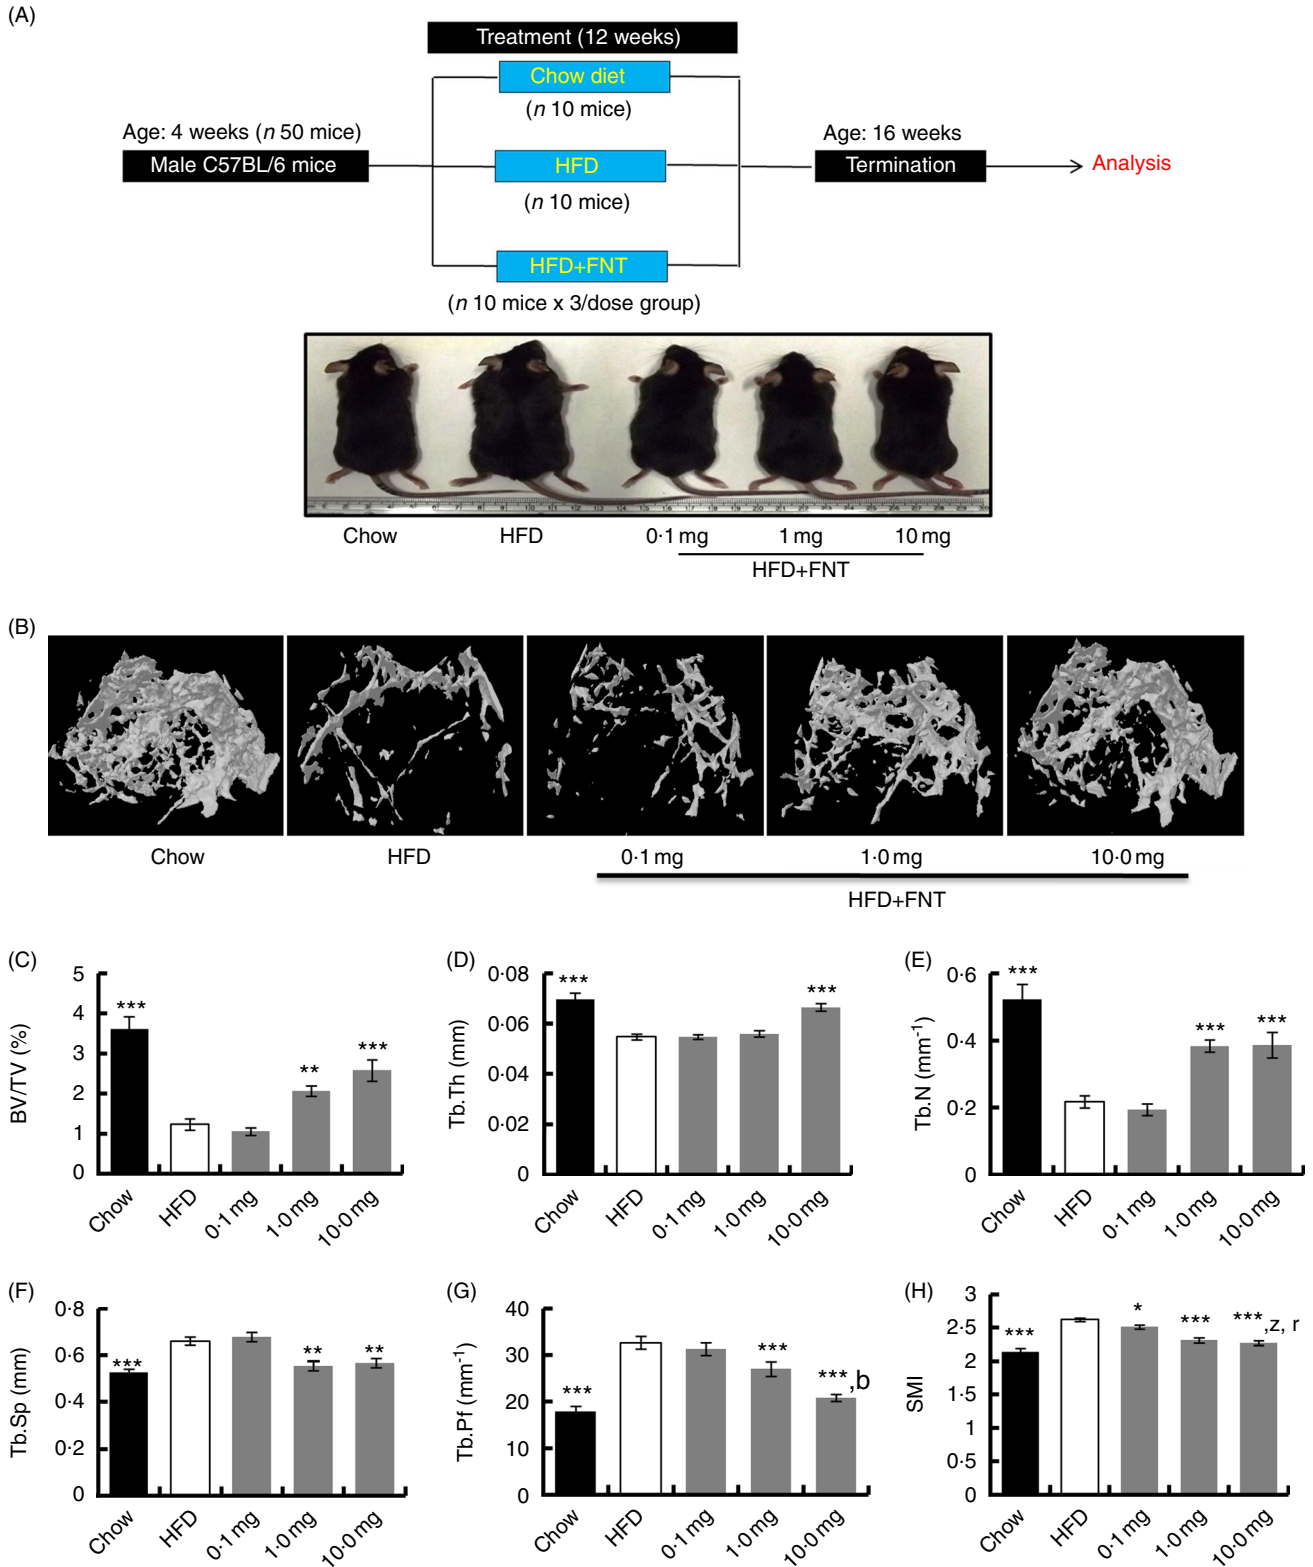 (A)
Treatment (12 weeks)
Chow diet
(n 10 mice)
Age: 4 weeks (n 50 mice)
Male C57BL/6 mice
HFD
(n 10 mice)
Age: 16 weeks
Termination
Analysis
HFD+FNT
(n 10 mice x 3/dose group)
Chow HFD 0·1 mg 1 mg 10 mg
HFD+FNT
(B)
Chow HFD 0·1 mg 1·0 mg 10·0 mg
HFD+FNT
(C)
BV/TV (%)
5
4
3
2
1
0
***
**
***
Chow HFD 0·1 mg 1·0 mg 10·0 mg
(D)
Tb.Th (mm)
0·08
0·06
0·04
0·02
0
***
***
Chow HFD 0·1 mg 1·0 mg 10·0 mg
(E)
Tb.N (mm⁻¹)
0·6
0·4
0·2
0
***
***
***
Chow HFD 0·1 mg 1·0 mg 10·0 mg
(F)
Tb.Sp (mm)
0·8
0·6
0·4
0·2
0
***
**
**
Chow HFD 0·1 mg 1·0 mg 10·0 mg
(G)
Tb.Pf (mm⁻¹)
40
30
20
10
0
***
***
***,b
Chow HFD 0·1 mg 1·0 mg 10·0 mg
(H)
SMI
3
2·5
2
1·5
1
0·5
0
***
*
***
***,z, r
Chow HFD 0·1 mg 1·0 mg 10·0 mg